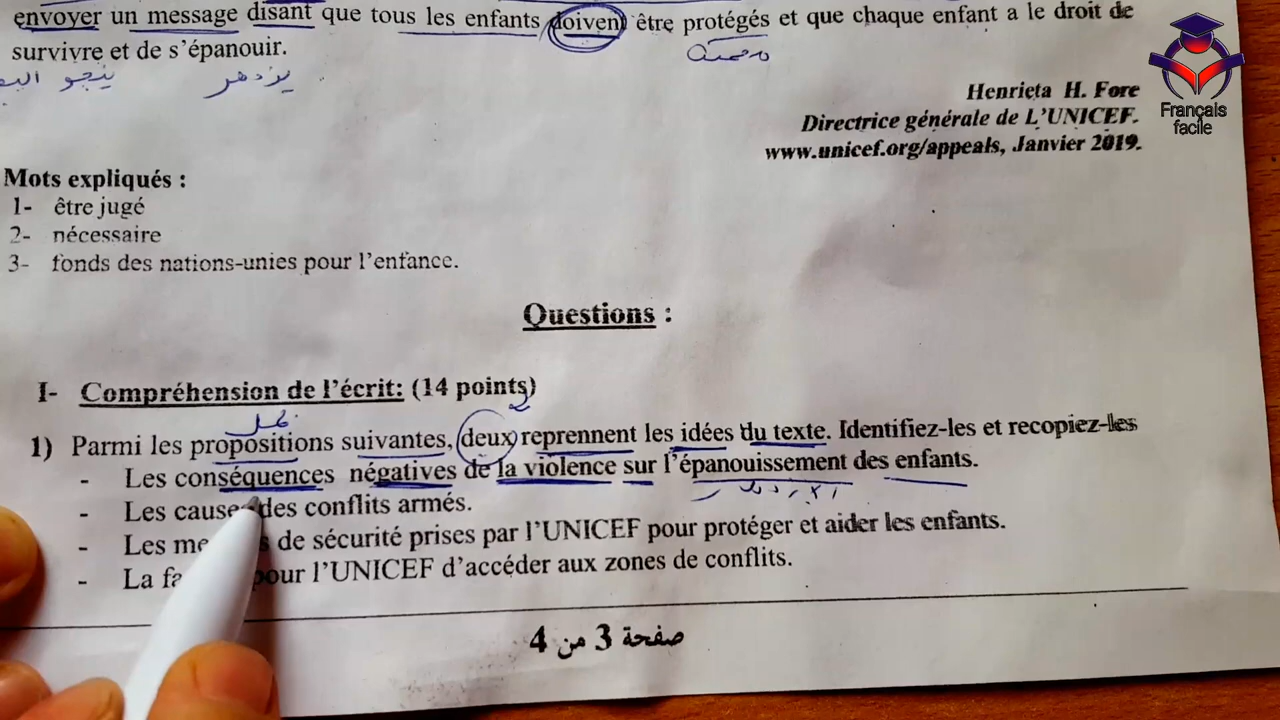 envoyer un message disant que tous les enfants doivent être protégés et que chaque enfant a le droit de
survivre et de s'épanouir.
يزدهر
Henrieta H. Fore
Directrice générale de L'UNICEF.
www.unicef.org/appeals, Janvier 2019.
Français
facile
Mots expliqués :
1- être jugé
2- nécessaire
3- fonds des nations-unies pour l'enfance.
Questions :
I- Compréhension de l'écrit: (14 points)
1) Parmi les propositions suivantes, deux reprennent les idées du texte. Identifiez-les et recopiez-les
- Les conséquences négatives de la violence sur l'épanouissement des enfants.
- Les causes des conflits armés.
- Les de sécurité prises par l'UNICEF pour protéger et aider les enfants.
- La pour l'UNICEF d'accéder aux zones de conflits.
صفحة 3 من 4